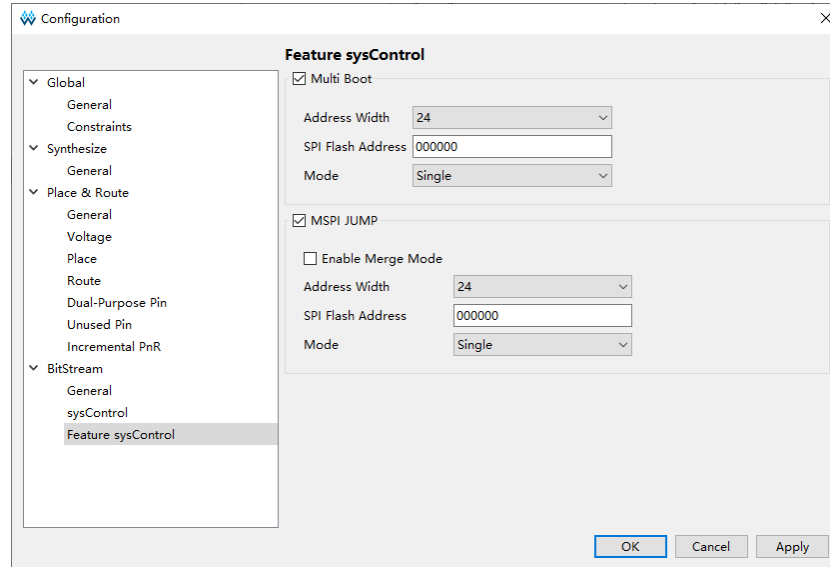 Configuration
Feature sysControl
Global
General
Constraints
Synthesize
General
Place & Route
General
Voltage
Place
Route
Dual-Purpose Pin
Unused Pin
Incremental PnR
BitStream
General
sysControl
Feature sysControl
Multi Boot
Address Width 24
SPI Flash Address 000000
Mode Single
MSPI JUMP
Enable Merge Mode
Address Width 24
SPI Flash Address 000000
Mode Single
OK Cancel Apply